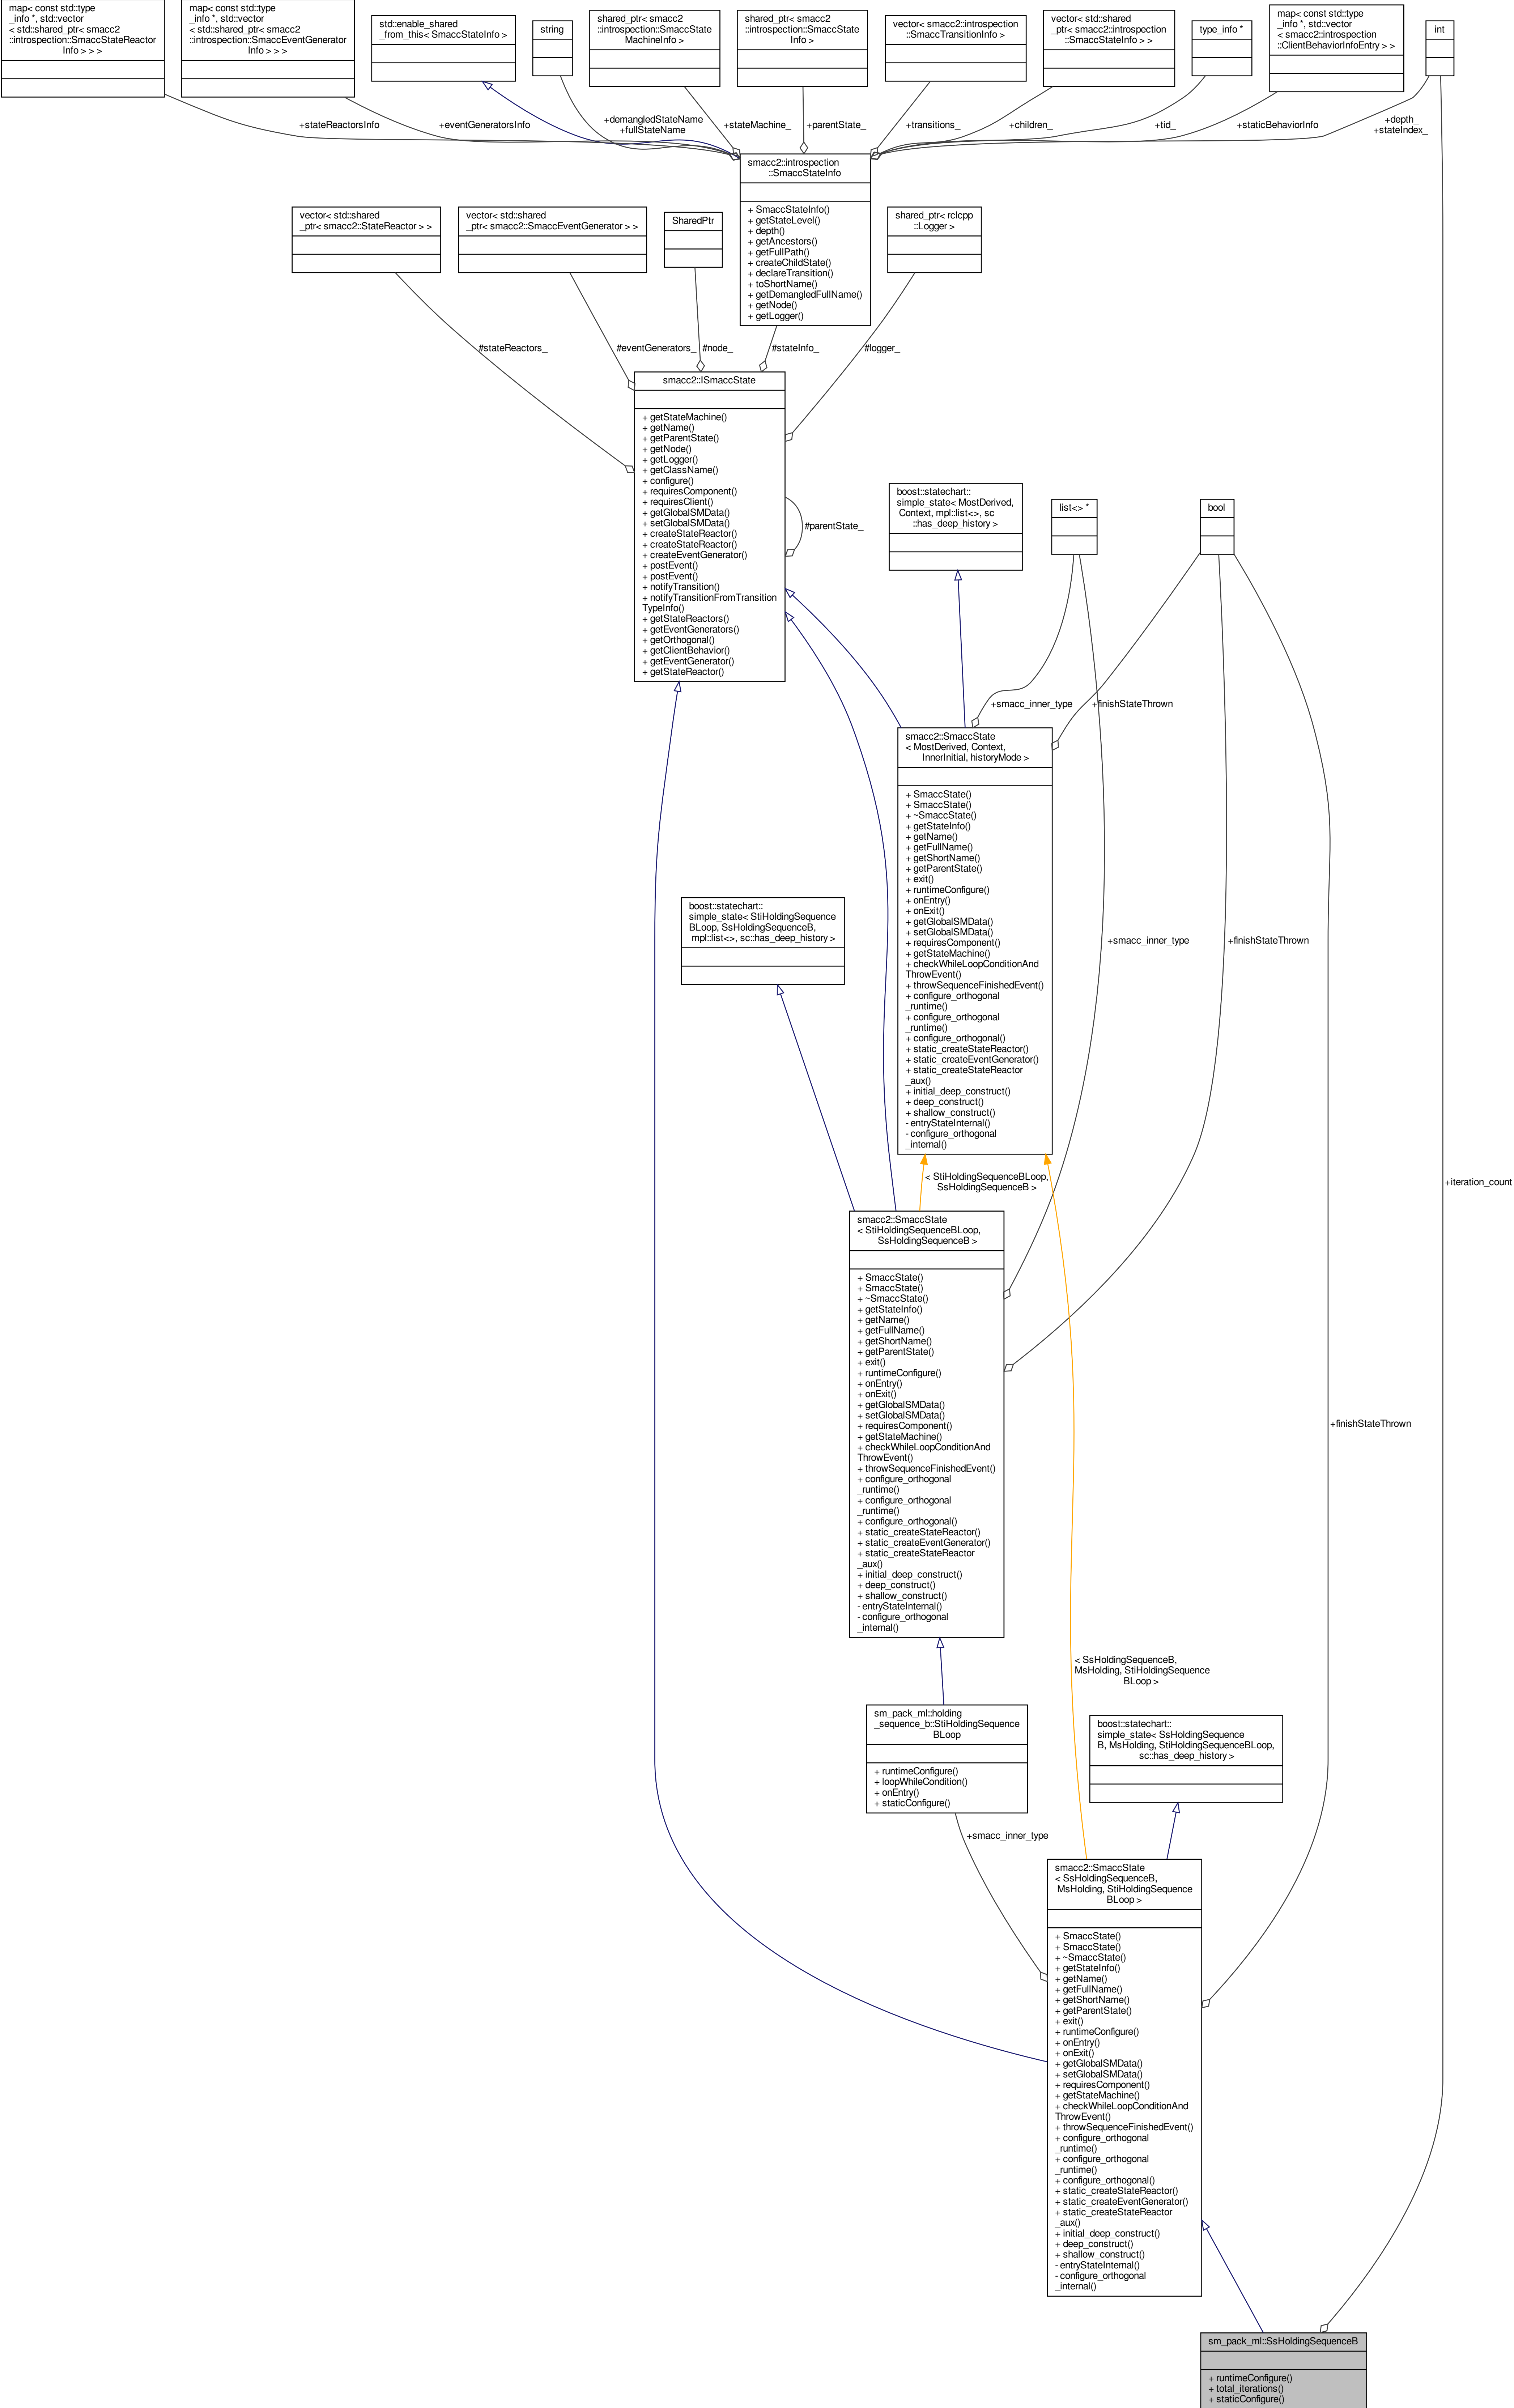 map< const std::type
_info *, std::vector
< std::shared_ptr< smacc2
::introspection::SmaccStateReactor
Info > > >
map< const std::type
_info *, std::vector
< std::shared_ptr< smacc2
::introspection::SmaccEventGenerator
Info > > >
std::enable_shared
_from_this< SmaccStateInfo >
string
shared_ptr< smacc2
::introspection::SmaccState
MachineInfo >
shared_ptr< smacc2
::introspection::SmaccState
Info >
vector< smacc2::introspection
::SmaccTransitionInfo >
vector< std::shared
_ptr< smacc2::introspection
::SmaccStateInfo > >
type_info *
map< const std::type
_info *, std::vector
< smacc2::introspection
::ClientBehaviorInfoEntry > >
int
+stateReactorsInfo
+eventGeneratorsInfo
+demangledStateName
+fullStateName
+stateMachine_
+parentState_
+transitions_
+children_
+tid_
+staticBehaviorInfo
+depth_
+stateIndex_
smacc2::introspection
::SmaccStateInfo
+ SmaccStateInfo()
+ getStateLevel()
+ depth()
+ getAncestors()
+ getFullPath()
+ createChildState()
+ declareTransition()
+ toShortName()
+ getDemangledFullName()
+ getNode()
+ getLogger()
vector< std::shared
_ptr< smacc2::StateReactor > >
vector< std::shared
_ptr< smacc2::SmaccEventGenerator > >
SharedPtr
shared_ptr< rclcpp
::Logger >
#stateReactors_
#eventGenerators_
#node_
#stateInfo_
#logger_
smacc2::ISmaccState
+ getStateMachine()
+ getName()
+ getParentState()
+ getNode()
+ getLogger()
+ getClassName()
+ configure()
+ requiresComponent()
+ requiresClient()
+ getGlobalSMData()
+ setGlobalSMData()
+ createStateReactor()
+ createStateReactor()
+ createEventGenerator()
+ postEvent()
+ postEvent()
+ notifyTransition()
+ notifyTransitionFromTransition
TypeInfo()
+ getStateReactors()
+ getEventGenerators()
+ getOrthogonal()
+ getClientBehavior()
+ getEventGenerator()
+ getStateReactor()
#parentState_
boost::statechart::
simple_state< MostDerived,
Context, mpl::list<>, sc
::has_deep_history >
list<> *
bool
+smacc_inner_type
+finishStateThrown
smacc2::SmaccState
< MostDerived, Context,
InnerInitial, historyMode >
+ SmaccState()
+ SmaccState()
+ ~SmaccState()
+ getStateInfo()
+ getName()
+ getFullName()
+ getShortName()
+ getParentState()
+ exit()
+ runtimeConfigure()
+ onEntry()
+ onExit()
+ getGlobalSMData()
+ setGlobalSMData()
+ requiresComponent()
+ getStateMachine()
+ checkWhileLoopConditionAnd
ThrowEvent()
+ throwSequenceFinishedEvent()
+ configure_orthogonal
_runtime()
+ configure_orthogonal
_runtime()
+ configure_orthogonal()
+ static_createStateReactor()
+ static_createEventGenerator()
+ static_createStateReactor
_aux()
+ initial_deep_construct()
+ deep_construct()
+ shallow_construct()
- entryStateInternal()
- configure_orthogonal
_internal()
boost::statechart::
simple_state< StiHoldingSequence
BLoop, SsHoldingSequenceB,
mpl::list<>, sc::has_deep_history >
+smacc_inner_type
+finishStateThrown
< StiHoldingSequenceBLoop,
SsHoldingSequenceB >
+iteration_count
smacc2::SmaccState
< StiHoldingSequenceBLoop,
SsHoldingSequenceB >
+ SmaccState()
+ SmaccState()
+ ~SmaccState()
+ getStateInfo()
+ getName()
+ getFullName()
+ getShortName()
+ getParentState()
+ exit()
+ runtimeConfigure()
+ onEntry()
+ onExit()
+ getGlobalSMData()
+ setGlobalSMData()
+ requiresComponent()
+ getStateMachine()
+ checkWhileLoopConditionAnd
ThrowEvent()
+ throwSequenceFinishedEvent()
+ configure_orthogonal
_runtime()
+ configure_orthogonal
_runtime()
+ configure_orthogonal()
+ static_createStateReactor()
+ static_createEventGenerator()
+ static_createStateReactor
_aux()
+ initial_deep_construct()
+ deep_construct()
+ shallow_construct()
- entryStateInternal()
- configure_orthogonal
_internal()
+finishStateThrown
< SsHoldingSequenceB,
MsHolding, StiHoldingSequence
BLoop >
sm_pack_ml::holding
_sequence_b::StiHoldingSequence
BLoop
+ runtimeConfigure()
+ loopWhileCondition()
+ onEntry()
+ staticConfigure()
boost::statechart::
simple_state< SsHoldingSequence
B, MsHolding, StiHoldingSequenceBLoop,
sc::has_deep_history >
+smacc_inner_type
smacc2::SmaccState
< SsHoldingSequenceB,
MsHolding, StiHoldingSequence
BLoop >
+ SmaccState()
+ SmaccState()
+ ~SmaccState()
+ getStateInfo()
+ getName()
+ getFullName()
+ getShortName()
+ getParentState()
+ exit()
+ runtimeConfigure()
+ onEntry()
+ onExit()
+ getGlobalSMData()
+ setGlobalSMData()
+ requiresComponent()
+ getStateMachine()
+ checkWhileLoopConditionAnd
ThrowEvent()
+ throwSequenceFinishedEvent()
+ configure_orthogonal
_runtime()
+ configure_orthogonal
_runtime()
+ configure_orthogonal()
+ static_createStateReactor()
+ static_createEventGenerator()
+ static_createStateReactor
_aux()
+ initial_deep_construct()
+ deep_construct()
+ shallow_construct()
- entryStateInternal()
- configure_orthogonal
_internal()
sm_pack_ml::SsHoldingSequenceB
+ runtimeConfigure()
+ total_iterations()
+ staticConfigure()